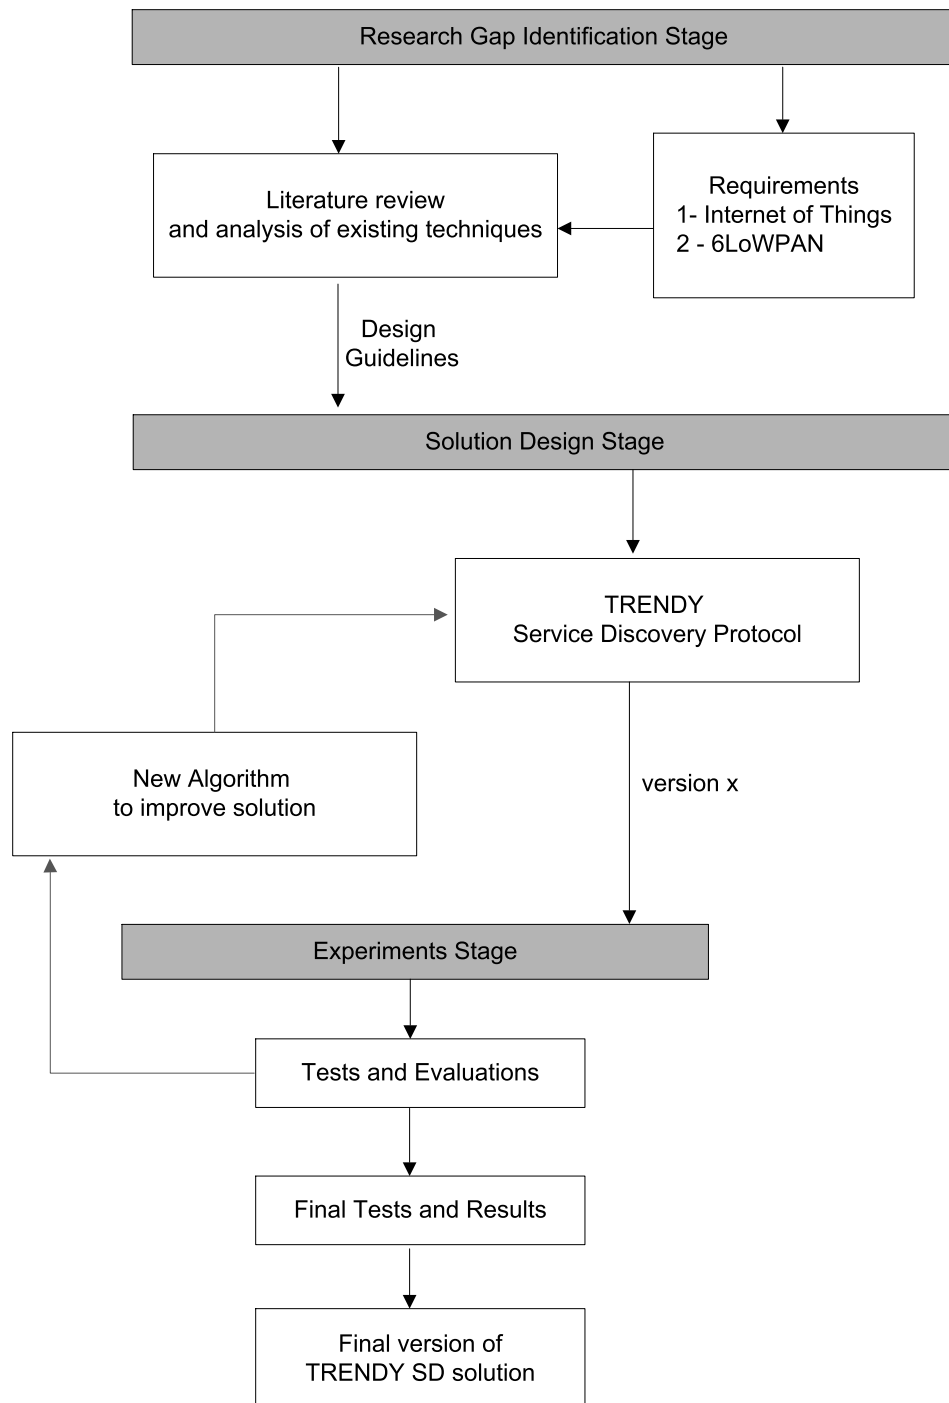 Research Gap Identification Stage
Literature review
and analysis of existing techniques
Requirements
1- Internet of Things
2 - 6LoWPAN
Design
Guidelines
Solution Design Stage
TRENDY
Service Discovery Protocol
New Algorithm
to improve solution
version x
Experiments Stage
Tests and Evaluations
Final Tests and Results
Final version of
TRENDY SD solution